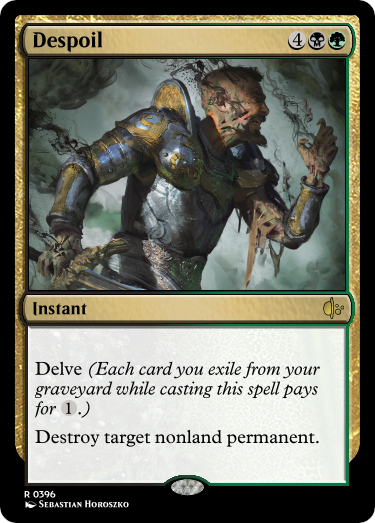 Despoil 4
Instant
Delve (Each card you exile from your
graveyard while casting this spell pays
for 1.)
Destroy target nonland permanent.
R 0396
Sebastian Horoszko